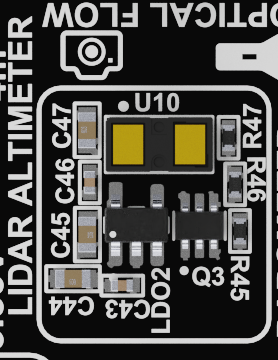 OPTICAL FLOW
LIDAR ALTIMETER
U10
C47
C46
C45
C44
C43
LDO2
Q3
R47
R46
R45